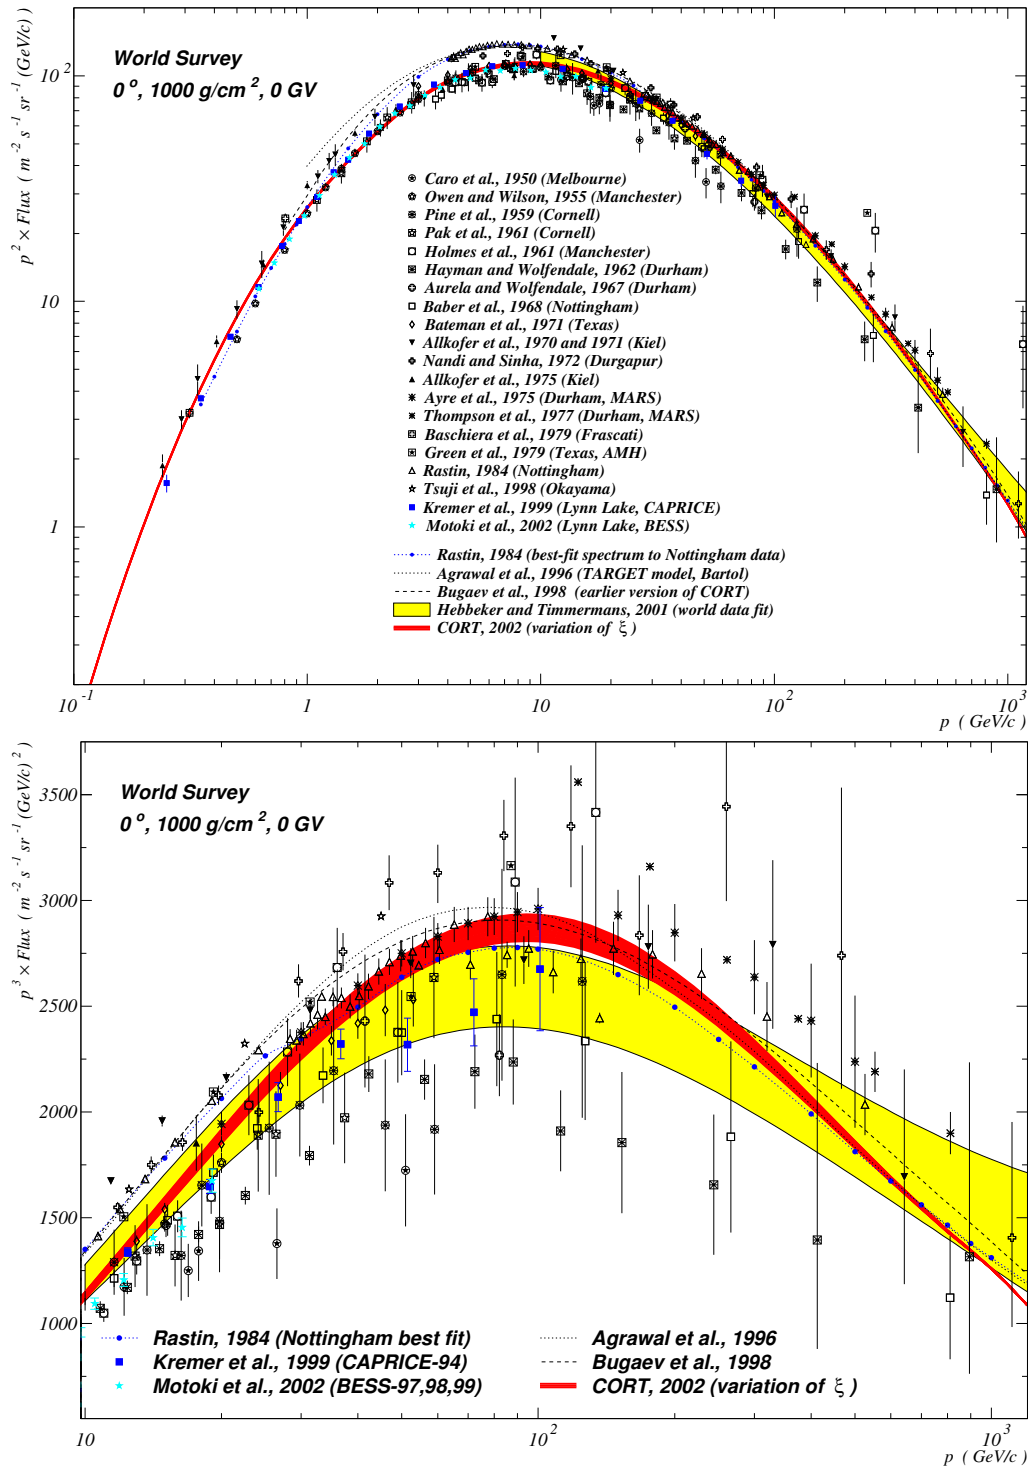 World Survey
0°, 1000 g/cm², 0 GV
p² × Flux ( m⁻² s⁻¹ sr⁻¹ (GeV/c))
10²
10
1
Caro et al., 1950 (Melbourne)
Owen and Wilson, 1955 (Manchester)
Pine et al., 1959 (Cornell)
Pak et al., 1961 (Cornell)
Holmes et al., 1961 (Manchester)
Hayman and Wolfendale, 1962 (Durham)
Aurela and Wolfendale, 1967 (Durham)
Baber et al., 1968 (Nottingham)
Bateman et al., 1971 (Texas)
Allkofer et al., 1970 and 1971 (Kiel)
Nandi and Sinha, 1972 (Durgapur)
Allkofer et al., 1975 (Kiel)
Ayre et al., 1975 (Durham, MARS)
Thompson et al., 1977 (Durham, MARS)
Baschiera et al., 1979 (Frascati)
Green et al., 1979 (Texas, AMH)
Rastin, 1984 (Nottingham)
Tsuji et al., 1998 (Okayama)
Kremer et al., 1999 (Lynn Lake, CAPRICE)
Motoki et al., 2002 (Lynn Lake, BESS)
Rastin, 1984 (best-fit spectrum to Nottingham data)
Agrawal et al., 1996 (TARGET model, Bartol)
Bugaev et al., 1998 (earlier version of CORT)
Hebbeker and Timmermans, 2001 (world data fit)
CORT, 2002 (variation of ξ)
10⁻¹ 1 10 10² 10³
p ( GeV/c)
World Survey
0°, 1000 g/cm², 0 GV
p³ × Flux ( m⁻² s⁻¹ sr⁻¹ (GeV/c)²)
3500
3000
2500
2000
1500
1000
Rastin, 1984 (Nottingham best fit)
Kremer et al., 1999 (CAPRICE-94)
Motoki et al., 2002 (BESS-97,98,99)
Agrawal et al., 1996
Bugaev et al., 1998
CORT, 2002 (variation of ξ)
10 10² 10³
p ( GeV/c)